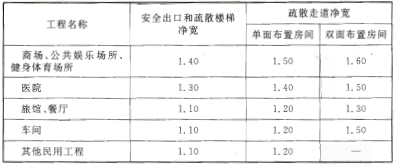 工程名称 安全出口和疏散楼梯净宽 疏散走道净宽
单面布置房间 双面布置房间
商场、公共娱乐场所、健身体育场所 1.40 1.50 1.60
医院 1.30 1.40 1.50
旅馆、餐厅 1.10 1.20 1.30
车间 1.10 1.20 1.50
其他民用工程 1.10 1.20 —